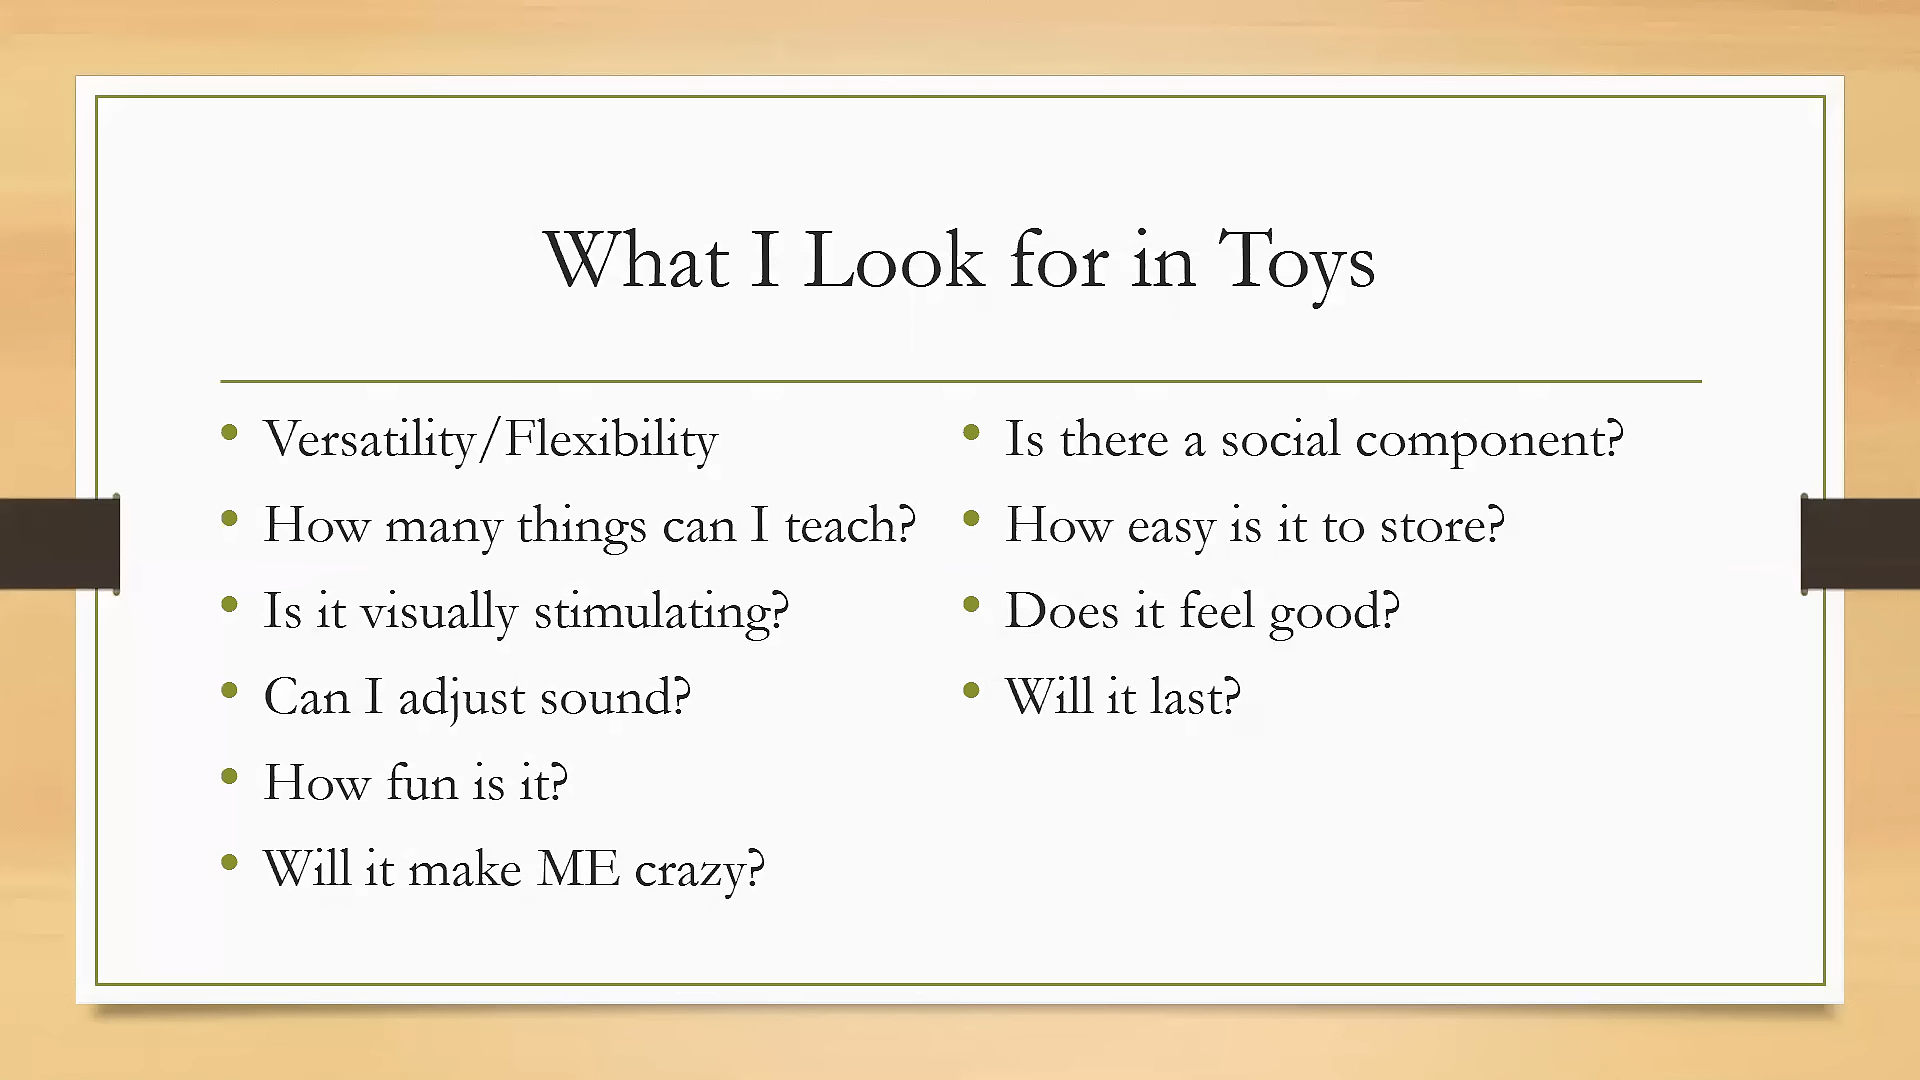 What I Look for in Toys
• Versatility/Flexibility
• How many things can I teach?
• Is it visually stimulating?
• Can I adjust sound?
• How fun is it?
• Will it make ME crazy?
• Is there a social component?
• How easy is it to store?
• Does it feel good?
• Will it last?